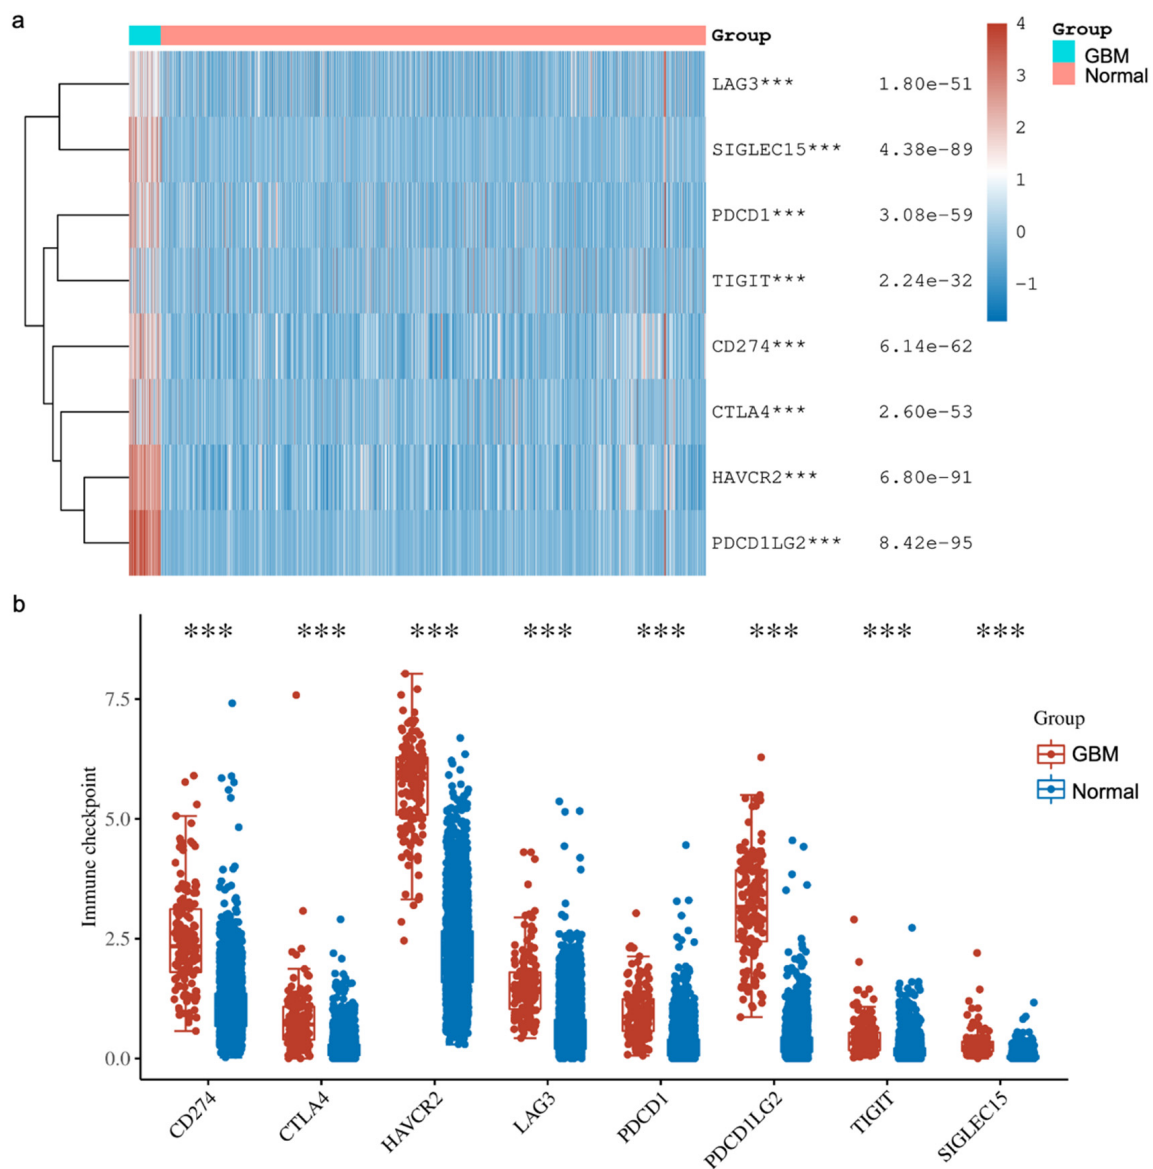 a
Group
LAG3*** 1.80e−51
SIGLEC15*** 4.38e−89
PDCD1*** 3.08e−59
TIGIT*** 2.24e−32
CD274*** 6.14e−62
CTLA4*** 2.60e−53
HAVCR2*** 6.80e−91
PDCD1LG2*** 8.42e−95
4
3
2
1
0
−1
Group
GBM
Normal
b
*** *** *** *** *** *** *** ***
Immune checkpoint
7.5
5.0
2.5
0.0
CD274
CTLA4
HAVCR2
LAG3
PDCD1
PDCD1LG2
TIGIT
SIGLEC15
Group
GBM
Normal